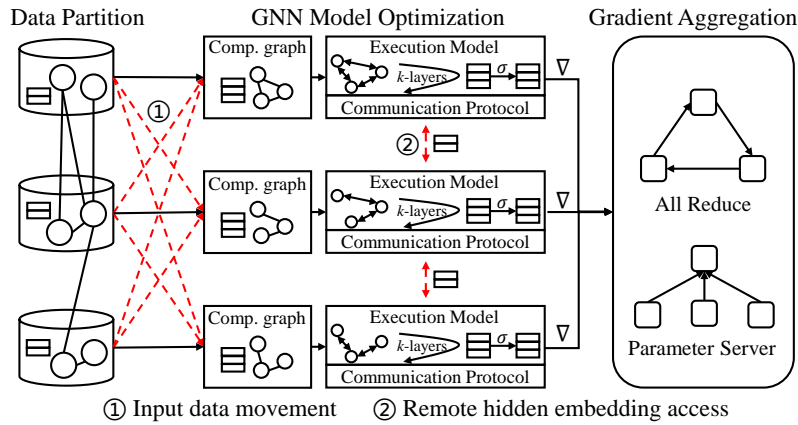 Data Partition
GNN Model Optimization
Gradient Aggregation
Comp. graph
Execution Model
k-layers
σ
∇
Communication Protocol
①
②
Comp. graph
Execution Model
k-layers
σ
∇
Communication Protocol
Comp. graph
Execution Model
k-layers
σ
∇
Communication Protocol
All Reduce
Parameter Server
① Input data movement
② Remote hidden embedding access